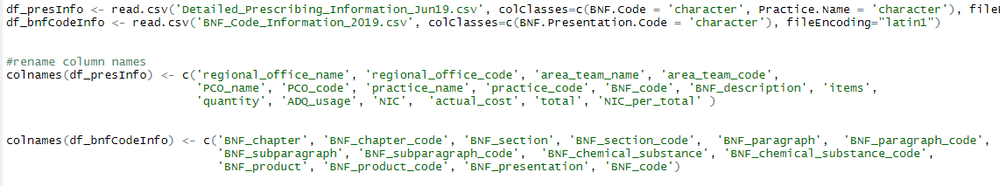 df_presInfo <- read.csv('Detailed_Prescribing_Information_Jun19.csv', colClasses=c(BNF.Code = 'character', Practice.Name = 'character'), fileE
df_bnfCodeInfo <- read.csv('BNF_Code_Information_2019.csv', colClasses=c(BNF.Presentation.Code = 'character'), fileEncoding="latin1")
#rename column names
colnames(df_presInfo) <- c('regional_office_name', 'regional_office_code', 'area_team_name', 'area_team_code'
'PCO_name', 'PCO_code', 'practice_name', 'practice_code', 'BNF_code', 'BNF_description', 'items',
'quantity', 'ADQ_usage', 'NIC', 'actual_cost', 'total', 'NIC_per_total' )
colnames(df_bnfCodeInfo) <- c('BNF_chapter', 'BNF_chapter_code', 'BNF_section', 'BNF_section_code', 'BNF_paragraph', 'BNF_paragraph_code',
'BNF_subparagraph', 'BNF_subparagraph_code', 'BNF_chemical_substance', 'BNF_chemical_substance_code',
'BNF_product', 'BNF_product_code', 'BNF_presentation', 'BNF_code')